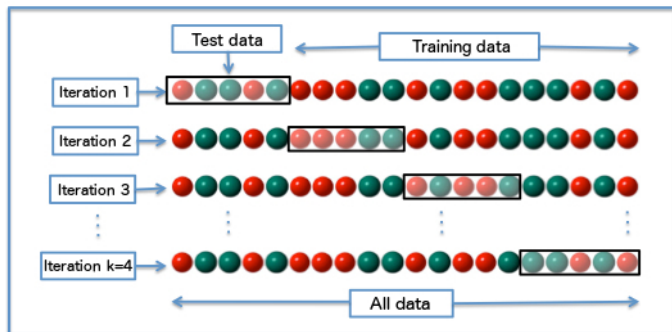 Test data
Training data
Iteration 1
Iteration 2
Iteration 3
Iteration k=4
All data